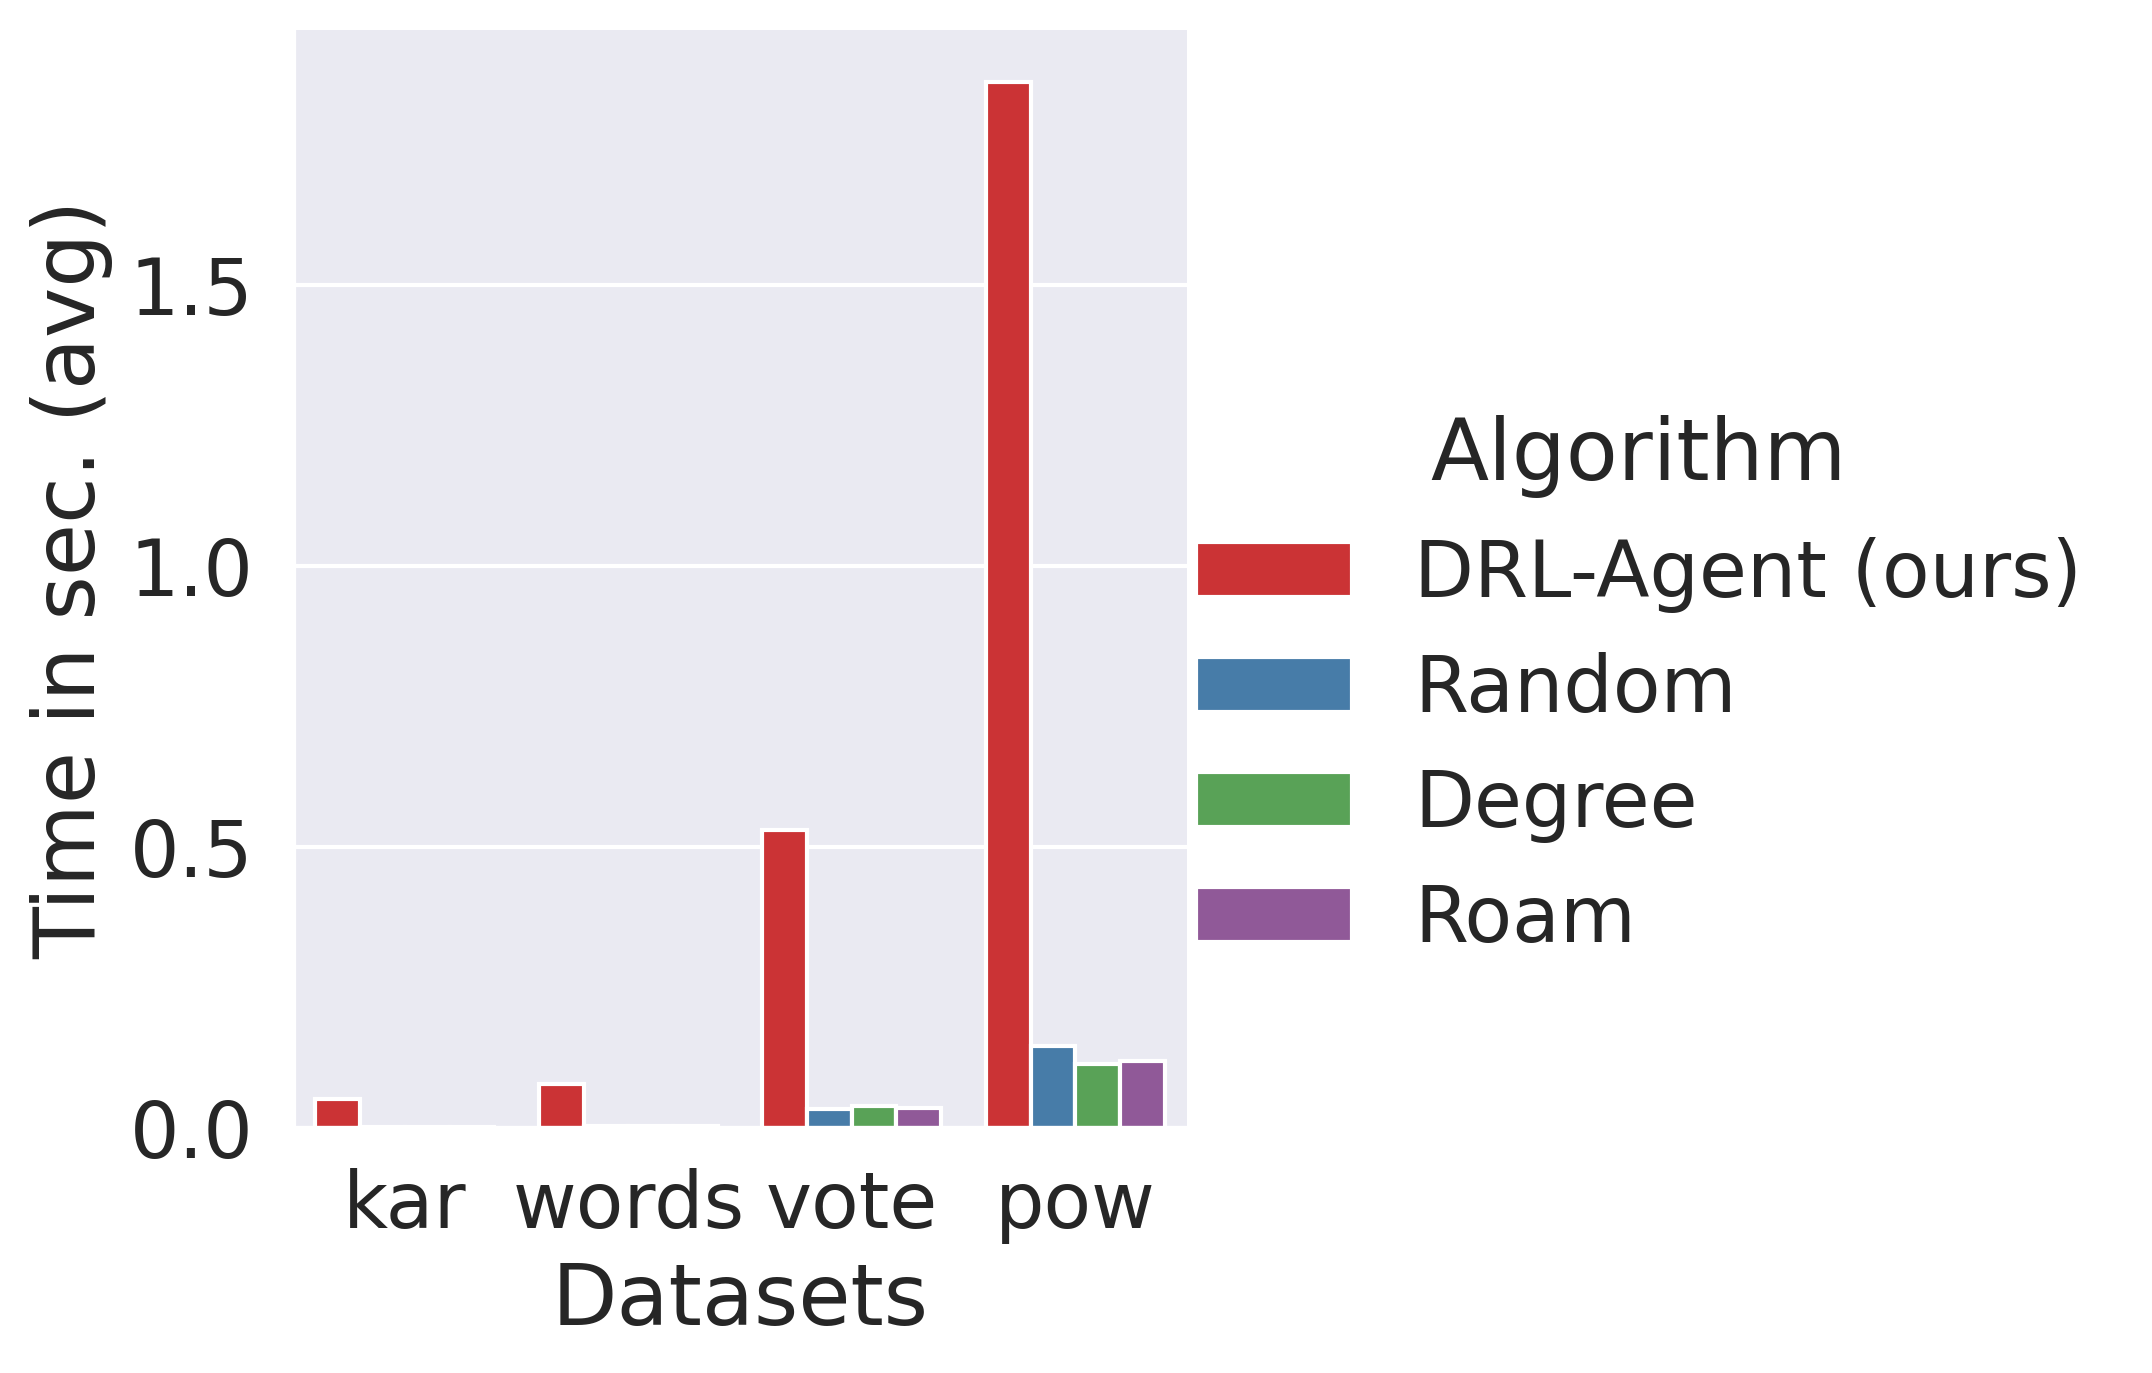 Time in sec. (avg)
1.5
1.0
0.5
0.0
kar words vote pow
Datasets
Algorithm
DRL-Agent (ours)
Random
Degree
Roam